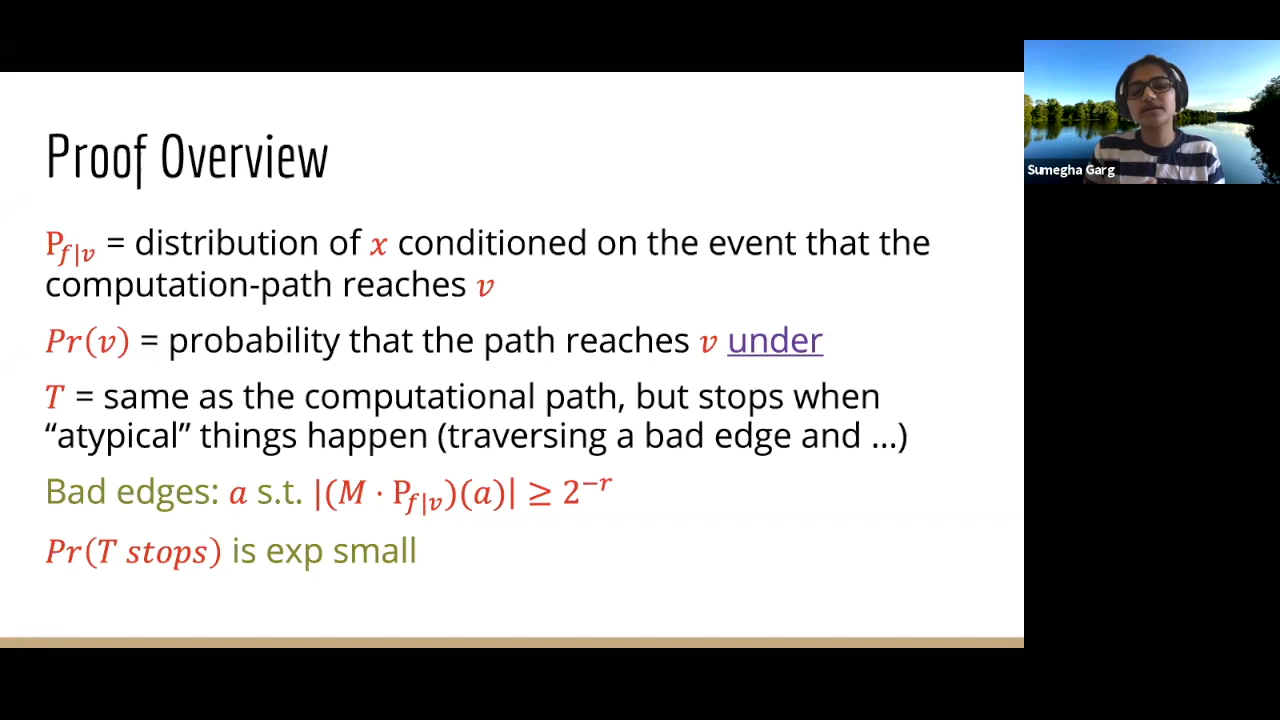 Proof Overview
P_{f|v} = distribution of x conditioned on the event that the
computation-path reaches v
Pr(v) = probability that the path reaches v under
T = same as the computational path, but stops when
“atypical” things happen (traversing a bad edge and …)
Bad edges: a s.t. |(M · P_{f|v})(a)| ≥ 2^{−r}
Pr(T stops) is exp small
Sumegha Garg